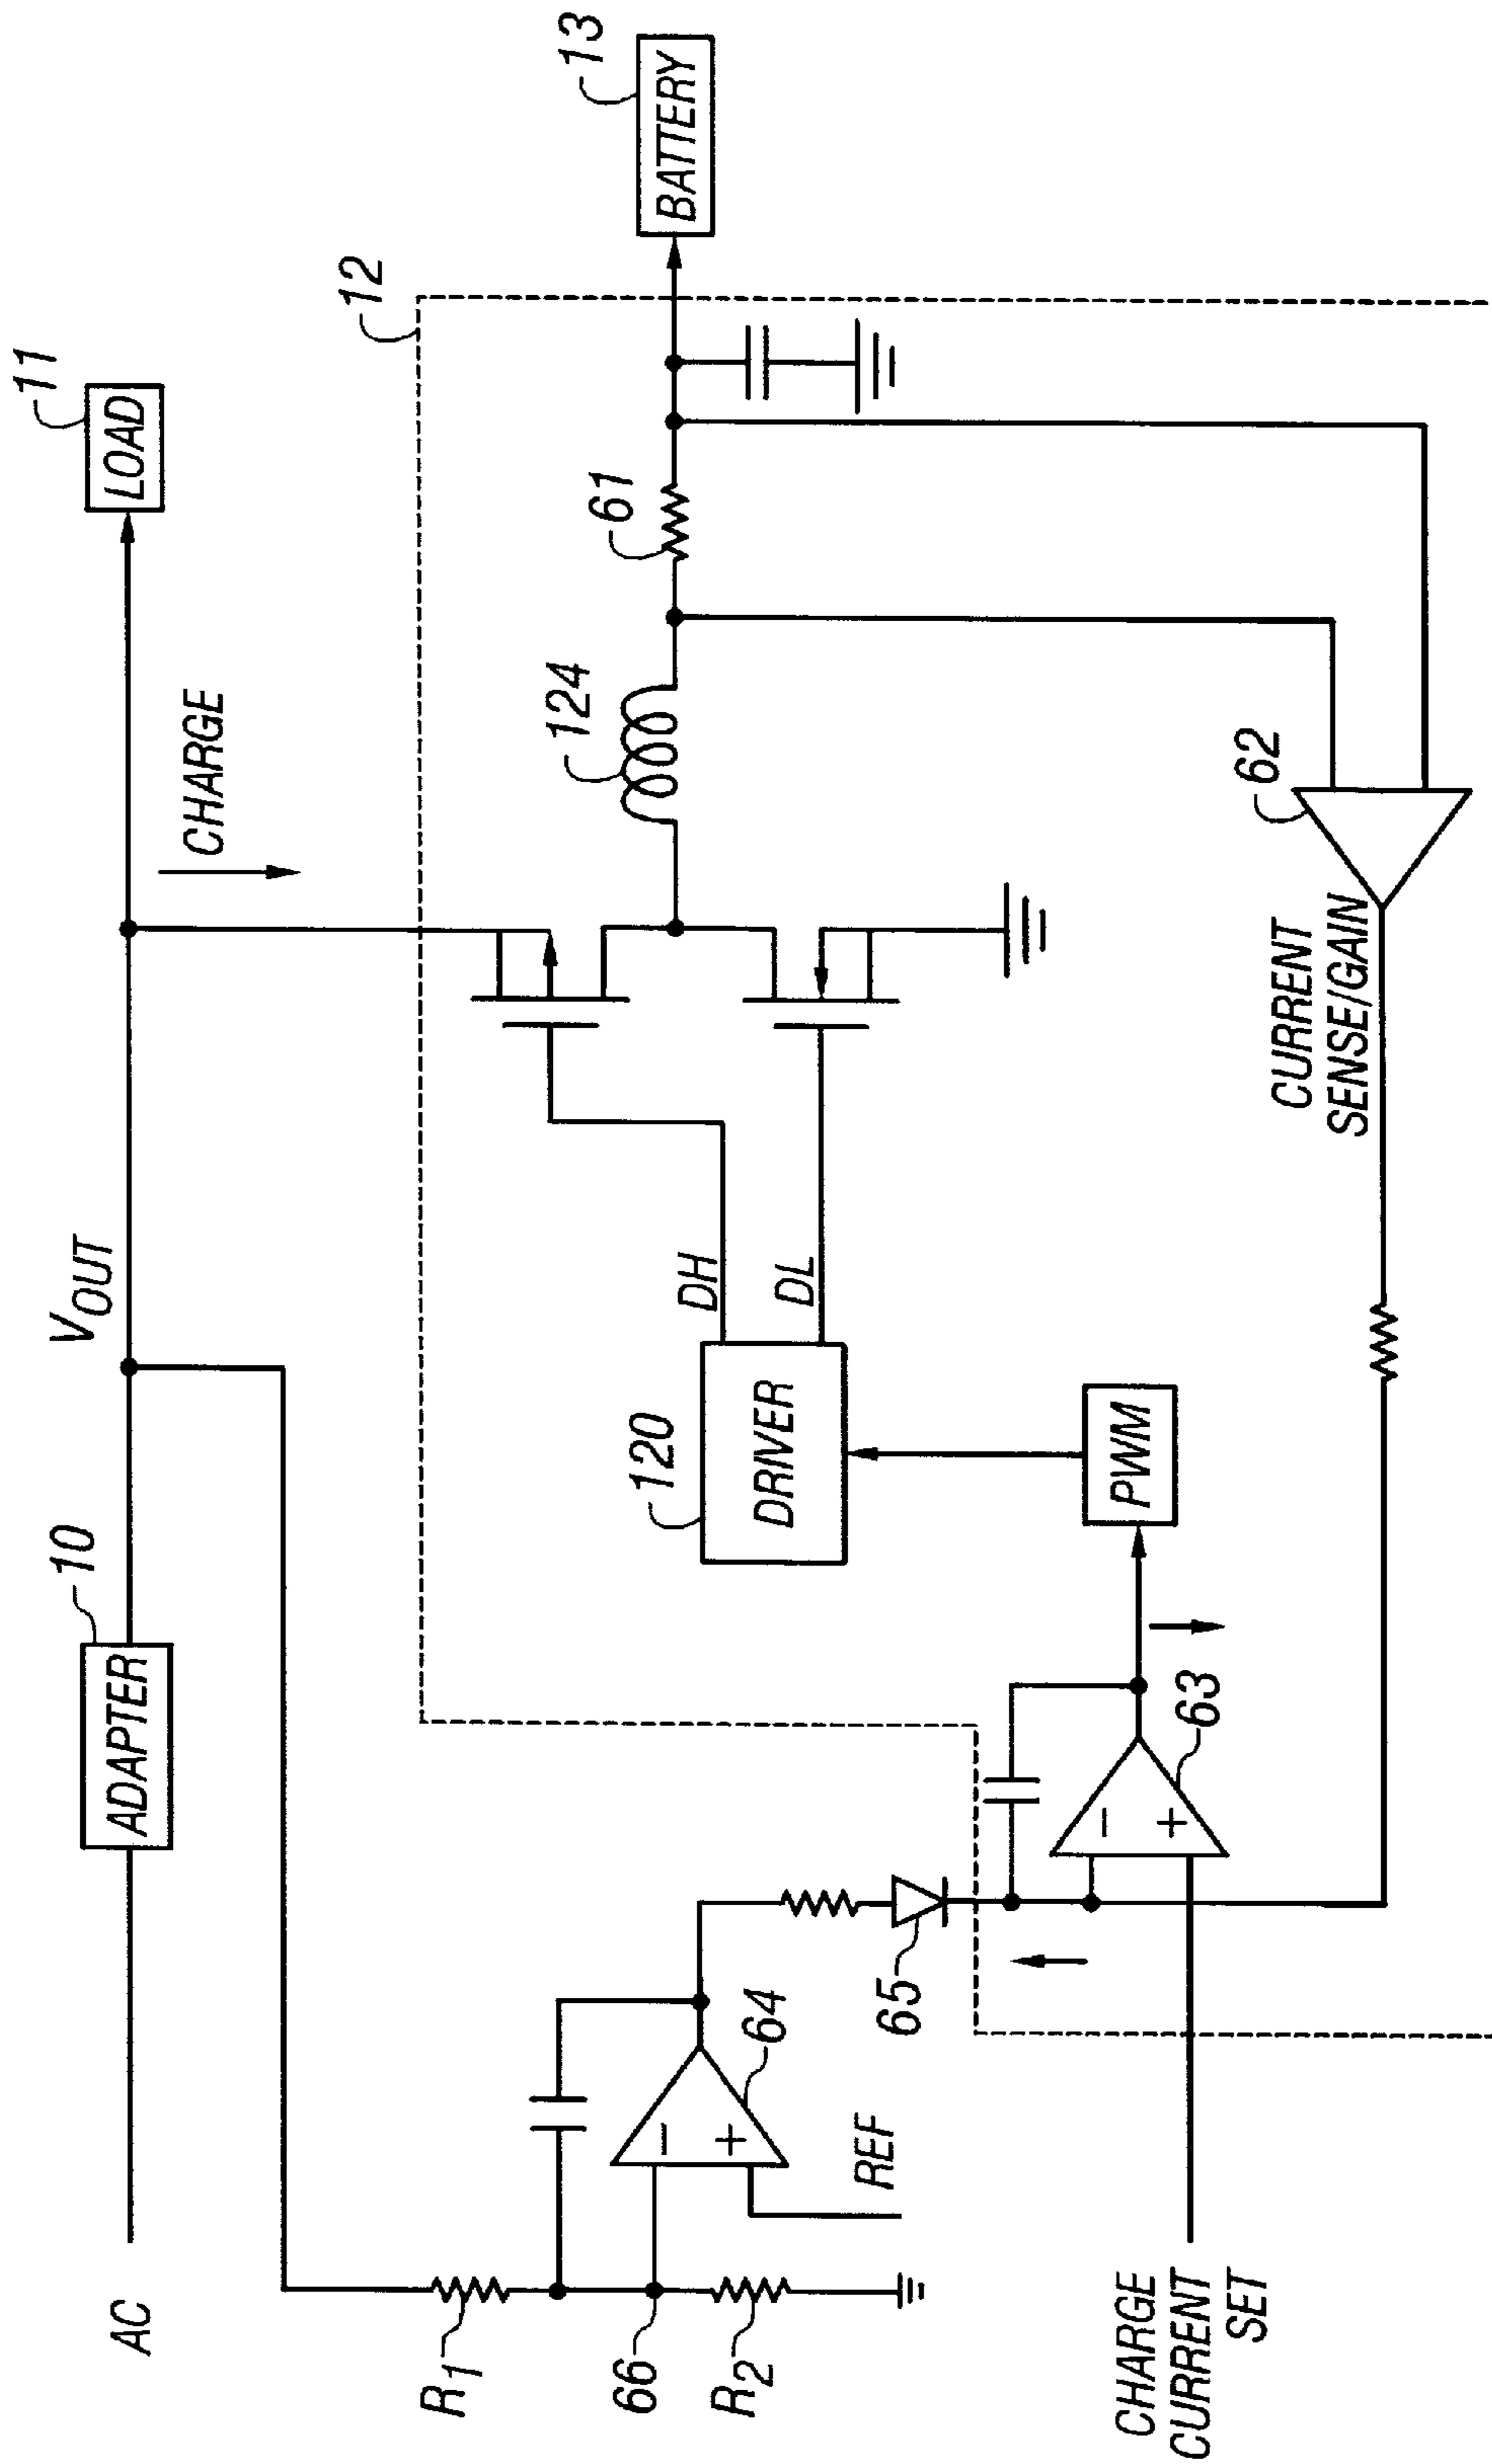 AC
ADAPTER
10
V_OUT
CHARGE
LOAD
11
12
R1
66
R2
REF
64
65
-
+
120
DRIVER
DH
DL
124
61
BATTERY
13
CHARGE
CURRENT
SET
-
+
63
PWM
CURRENT
SENSE/GAIN
62